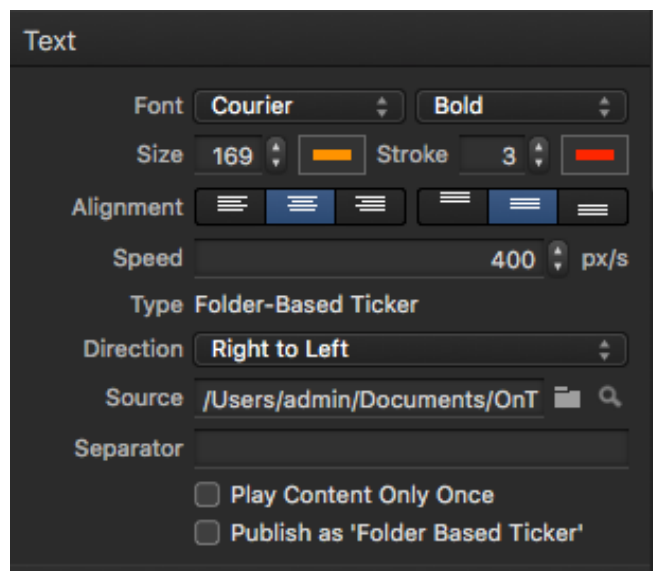 Text
Font Courier Bold
Size 169 Stroke 3
Alignment
Speed 400 px/s
Type Folder-Based Ticker
Direction Right to Left
Source /Users/admin/Documents/OnT
Separator
Play Content Only Once
Publish as 'Folder Based Ticker'